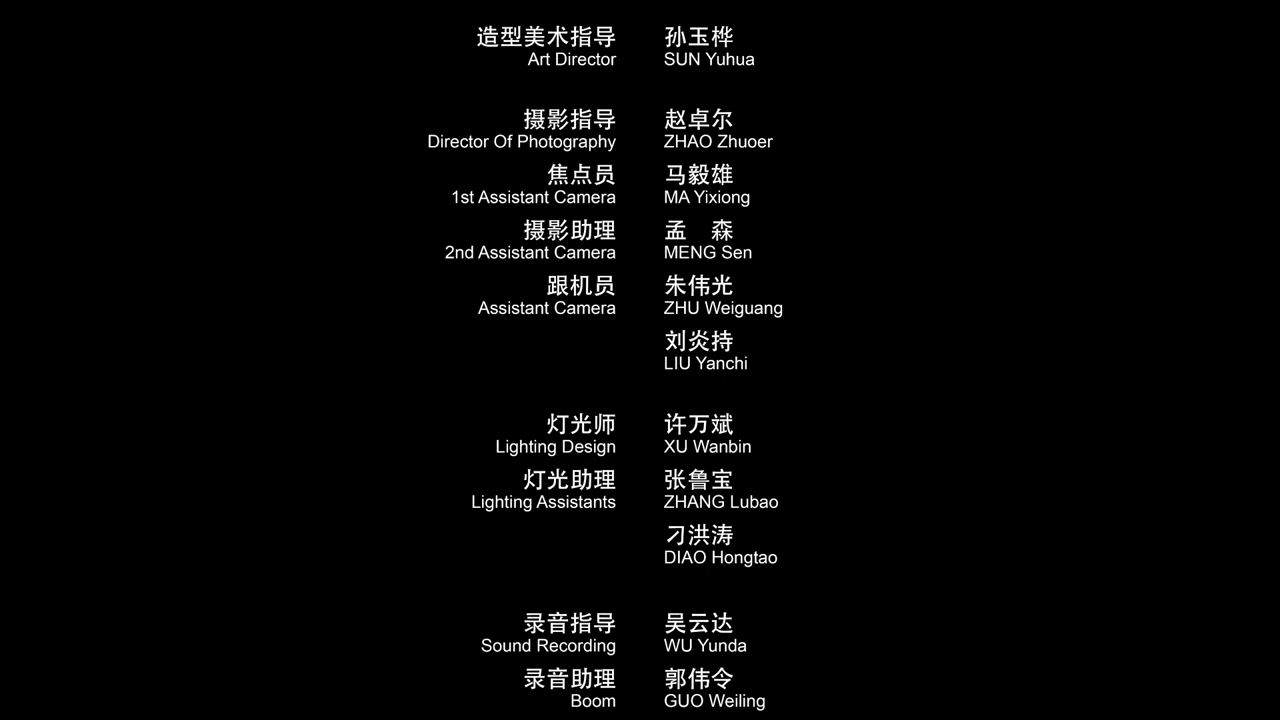 造型美术指导 孙玉桦
Art Director SUN Yuhua
摄影指导 赵卓尔
Director Of Photography ZHAO Zhuoer
焦点员 马毅雄
1st Assistant Camera MA Yixiong
摄影助理 孟　森
2nd Assistant Camera MENG Sen
跟机员 朱伟光
Assistant Camera ZHU Weiguang
刘炎持
LIU Yanchi
灯光师 许万斌
Lighting Design XU Wanbin
灯光助理 张鲁宝
Lighting Assistants ZHANG Lubao
刁洪涛
DIAO Hongtao
录音指导 吴云达
Sound Recording WU Yunda
录音助理 郭伟令
Boom GUO Weiling